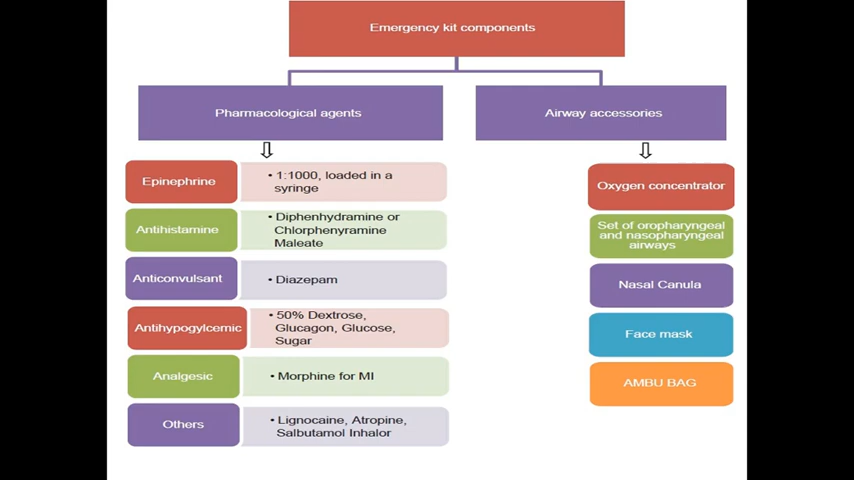 Emergency kit components
Pharmacological agents
Airway accessories
Epinephrine
• 1:1000, loaded in a
syringe
Antihistamine
• Diphenhydramine or
Chlorphenyramine
Maleate
Anticonvulsant
• Diazepam
Antihypogylcemic
• 50% Dextrose,
Glucagon, Glucose,
Sugar
Analgesic
• Morphine for MI
Others
• Lignocaine, Atropine,
Salbutamol Inhalor
Oxygen concentrator
Set of oropharyngeal
and nasopharyngeal
airways
Nasal Canula
Face mask
AMBU BAG